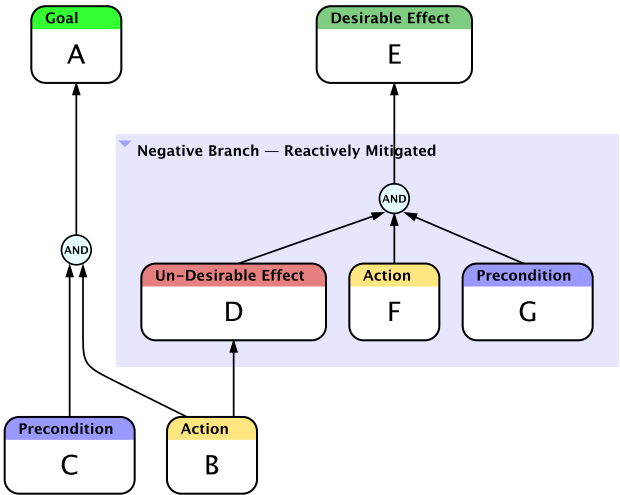 Goal
A
Desirable Effect
E
Negative Branch — Reactively Mitigated
AND
AND
Un-Desirable Effect
D
Action
F
Precondition
G
Precondition
C
Action
B